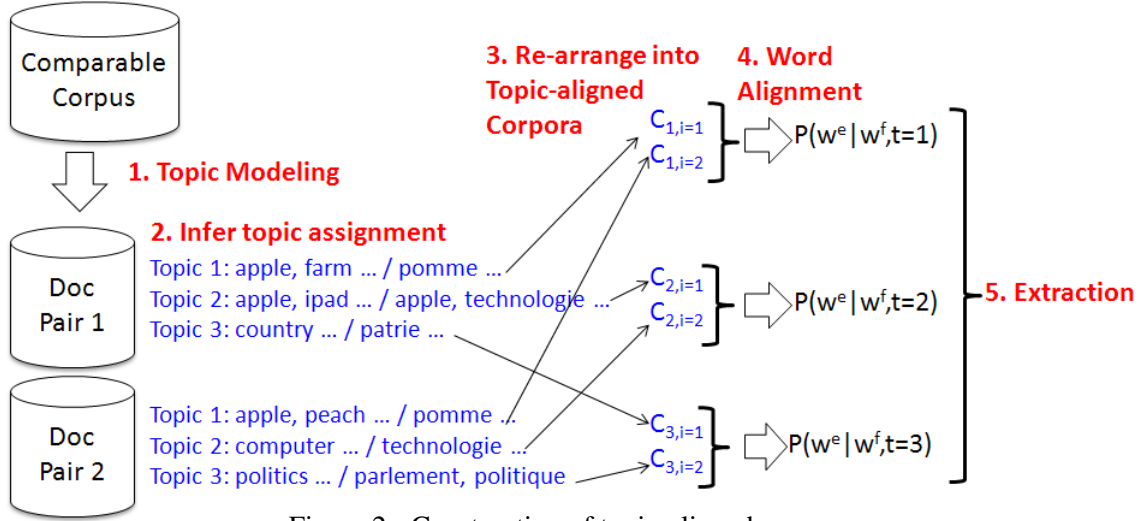 Comparable
Corpus
1. Topic Modeling
2. Infer topic assignment
Doc
Pair 1
Topic 1: apple, farm ... / pomme ...
Topic 2: apple, ipad ... / apple, technologie ...
Topic 3: country ... / patrie ...
Doc
Pair 2
Topic 1: apple, peach ... / pomme ...
Topic 2: computer ... / technologie ...
Topic 3: politics ... / parlement, politique
3. Re-arrange into
Topic-aligned
Corpora
C1,i=1
C1,i=2
C2,i=1
C2,i=2
C3,i=1
C3,i=2
4. Word
Alignment
P(wᵉ|wᶠ,t=1)
P(wᵉ|wᶠ,t=2)
P(wᵉ|wᶠ,t=3)
5. Extraction